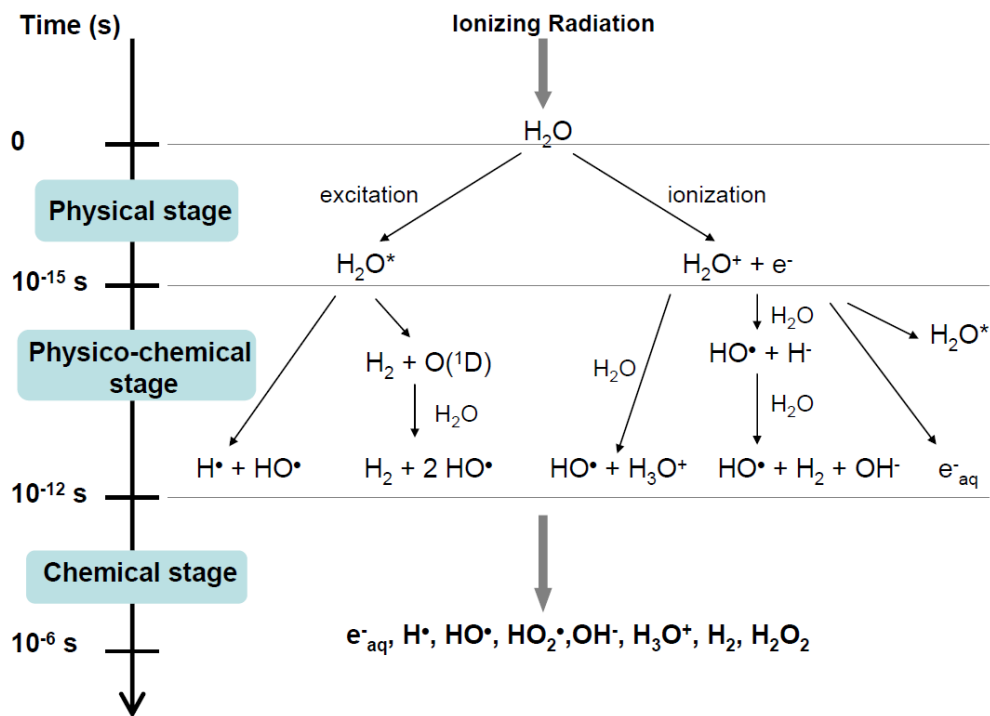 Time (s)
Ionizing Radiation
0
H₂O
excitation
ionization
Physical stage
H₂O*
H₂O⁺ + e⁻
10⁻¹⁵ s
H₂O
H₂O*
Physico-chemical
stage
H₂ + O(¹D)
H₂O
HO• + H⁻
H₂O
H₂O
H• + HO•
H₂ + 2 HO•
HO• + H₃O⁺
HO• + H₂ + OH⁻
e⁻aq
10⁻¹² s
Chemical stage
10⁻⁶ s
e⁻aq, H•, HO•, HO₂•,OH⁻, H₃O⁺, H₂, H₂O₂